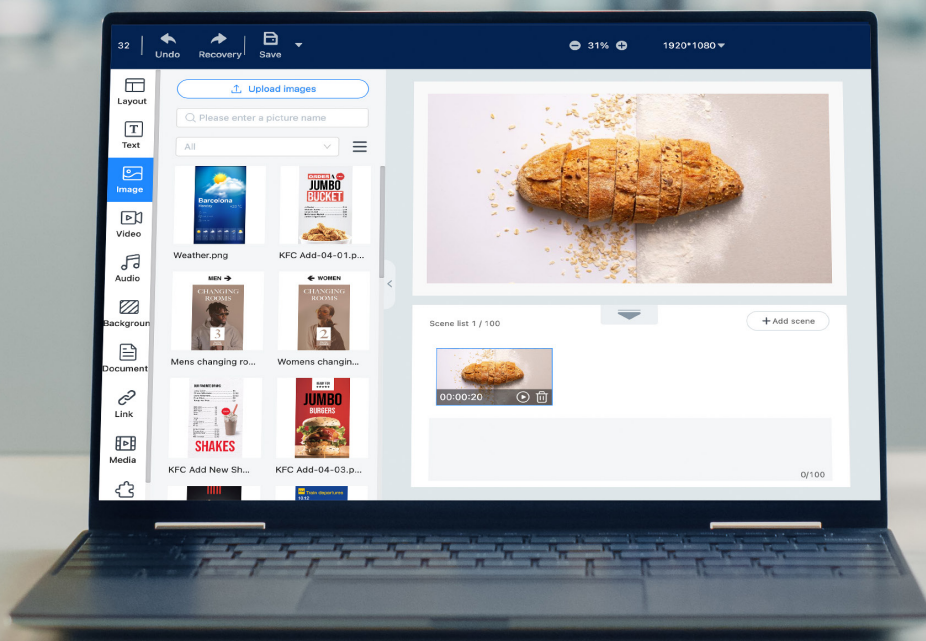 32
Undo
Recovery
Save
31%
1920*1080
Layout
Text
Image
Video
Audio
Backgroun
Document
Link
Media
Upload images
Please enter a picture name
All
Barcelona
JUMBO
BUCKET
Weather.png
KFC Add-04-01.p...
MEN →
← WOMEN
CHANGING
ROOMS
3
CHANGING
ROOMS
2
Mens changing ro...
Womens changin...
SHAKES
JUMBO
BURGERS
KFC Add New Sh...
KFC Add-04-03.p...
Train departures
Scene list 1 / 100
+ Add scene
00:00:20
0/100